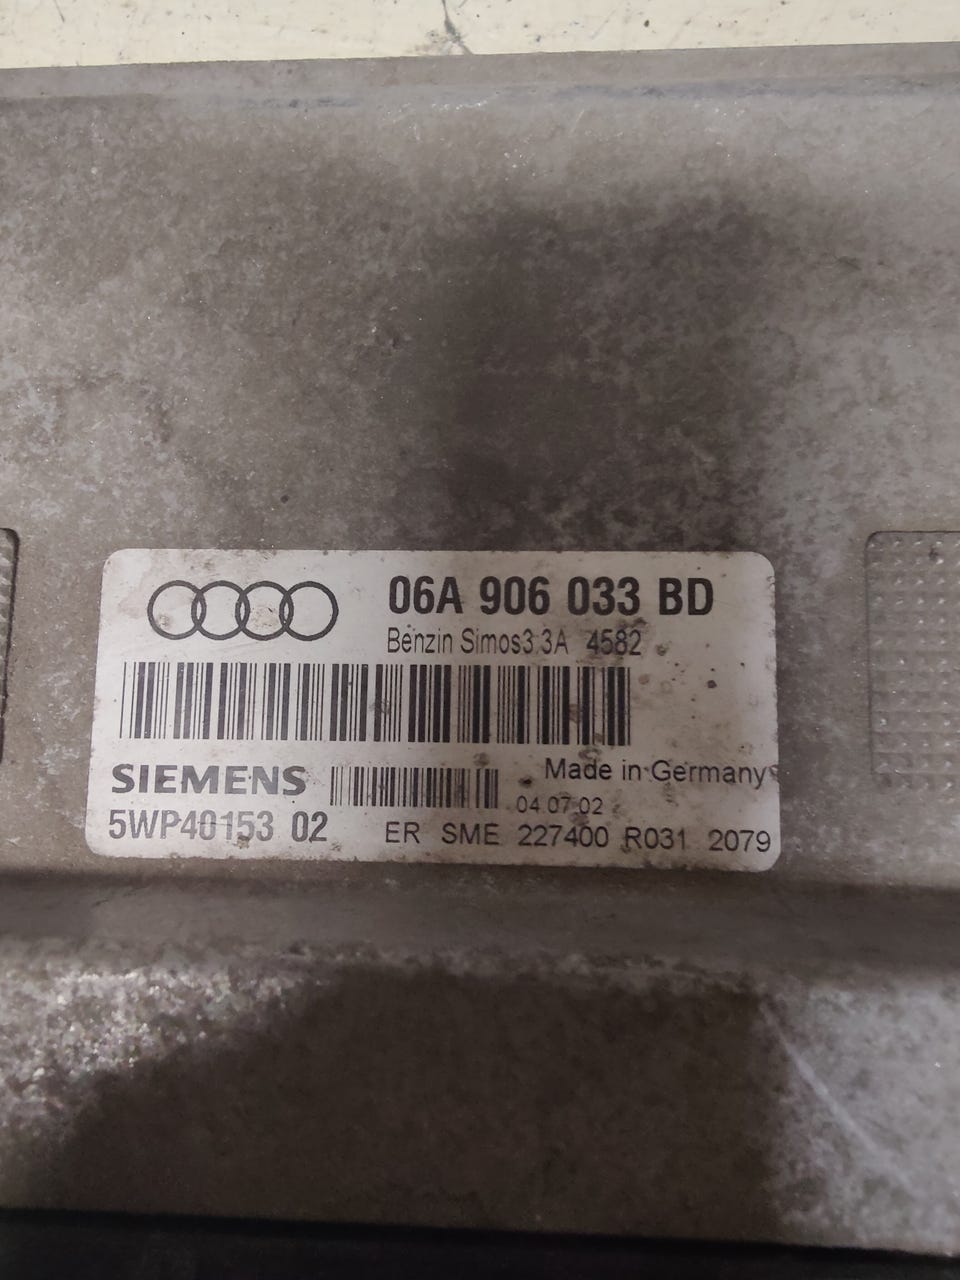 06A 906 033 BD
Benzin Simos3.3A 4582
SIEMENS
Made in Germany
04.07.02
5WP40153 02
ER SME 227400 R031 2079